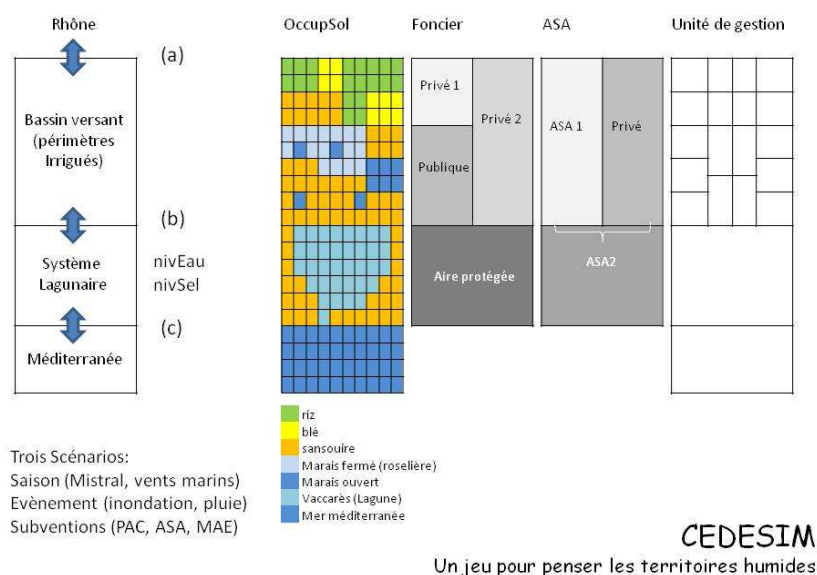 Rhône
OccupSol
Foncier
ASA
Unité de gestion
(a)
Bassin versant
(périmètres
Irrigués)
Privé 1
Privé 2
Publique
ASA 1
Privé
(b)
Système
Lagunaire
nivEau
nivSel
Aire protégée
ASA2
(c)
Méditerranée
riz
blé
sansouire
Marais fermé (roselière)
Marais ouvert
Vaccarès (Lagune)
Mer méditerranée
Trois Scénarios:
Saison (Mistral, vents marins)
Evènement (inondation, pluie)
Subventions (PAC, ASA, MAE)
CEDESIM
Un jeu pour penser les territoires humides